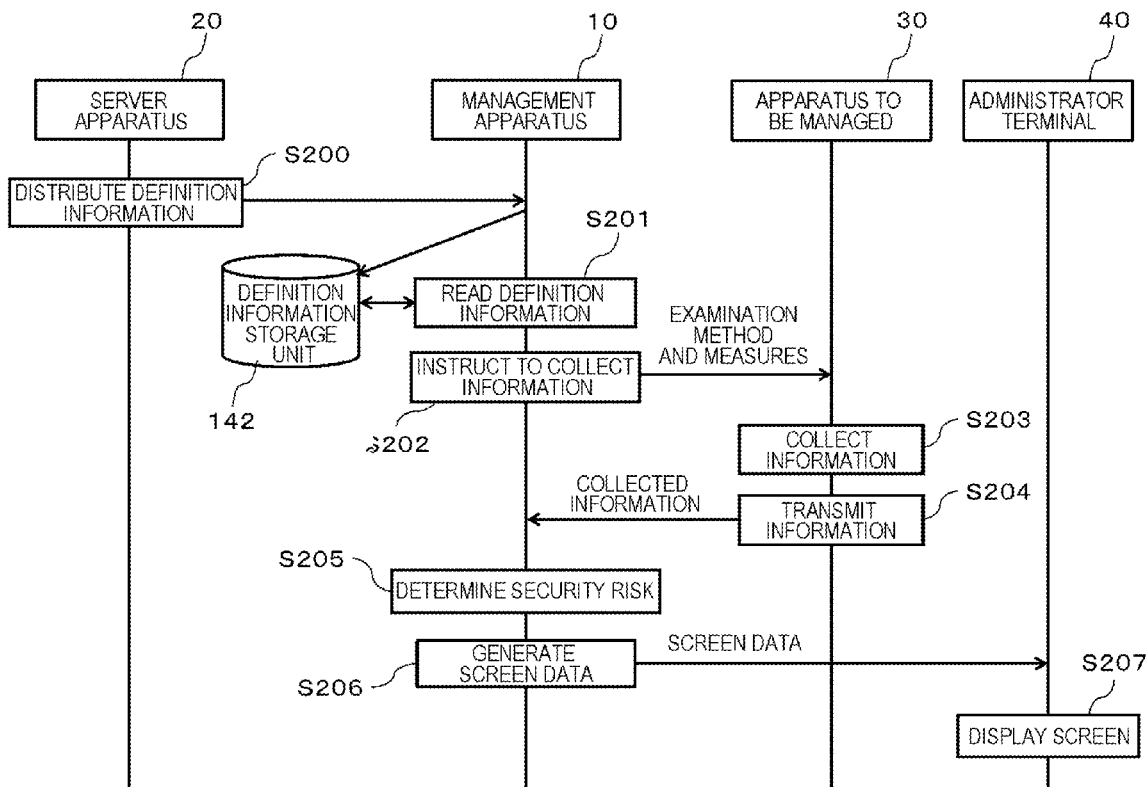 20
10
30
40
SERVER
APPARATUS
MANAGEMENT
APPARATUS
APPARATUS TO
BE MANAGED
ADMINISTRATOR
TERMINAL
S200
DISTRIBUTE DEFINITION
INFORMATION
S201
DEFINITION
INFORMATION
STORAGE
UNIT
READ DEFINITION
INFORMATION
EXAMINATION
METHOD
AND MEASURES
INSTRUCT TO COLLECT
INFORMATION
142
S202
COLLECT
INFORMATION
S203
COLLECTED
INFORMATION
TRANSMIT
INFORMATION
S204
S205
DETERMINE SECURITY RISK
GENERATE
SCREEN DATA
SCREEN DATA
S206
S207
DISPLAY SCREEN